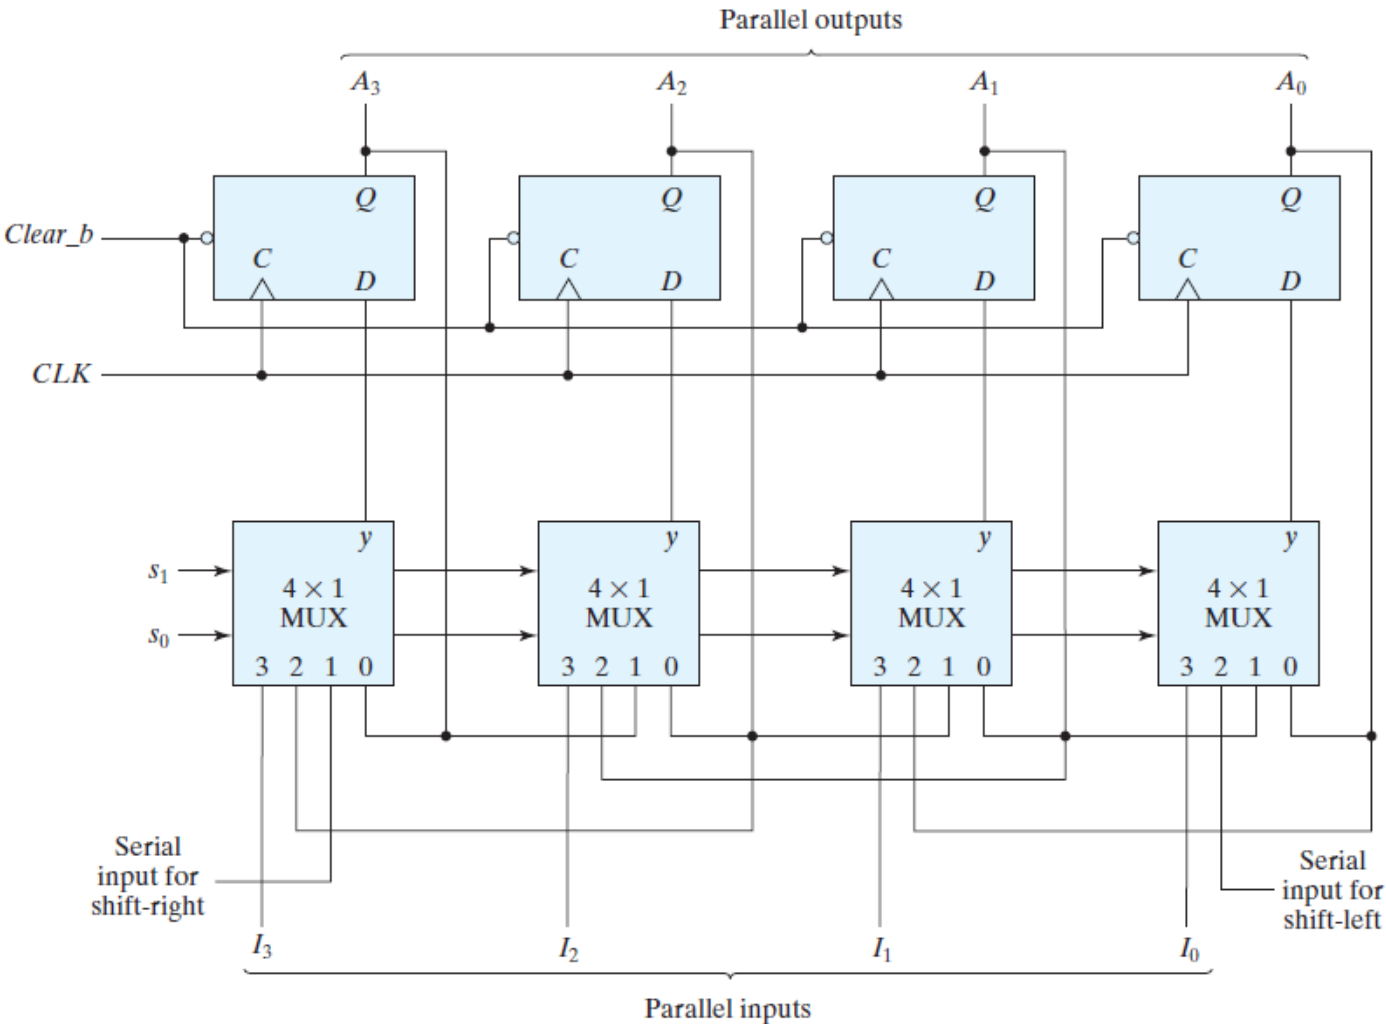 Parallel outputs
A₃ A₂ A₁ A₀
Q Q Q Q
Clear_b
C C C C
D D D D
CLK
y y y y
s₁
4 × 1 4 × 1 4 × 1 4 × 1
MUX MUX MUX MUX
s₀
3 2 1 0 3 2 1 0 3 2 1 0 3 2 1 0
Serial
input for
shift-right
Serial
input for
shift-left
I₃ I₂ I₁ I₀
Parallel inputs